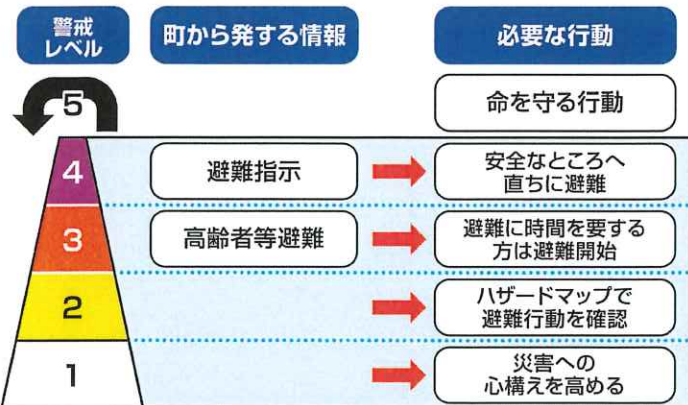 警戒
レベル
町から発する情報
必要な行動
5
命を守る行動
4
避難指示
安全なところへ
直ちに避難
3
高齢者等避難
避難に時間を要する
方は避難開始
2
ハザードマップで
避難行動を確認
1
災害への
心構えを高める